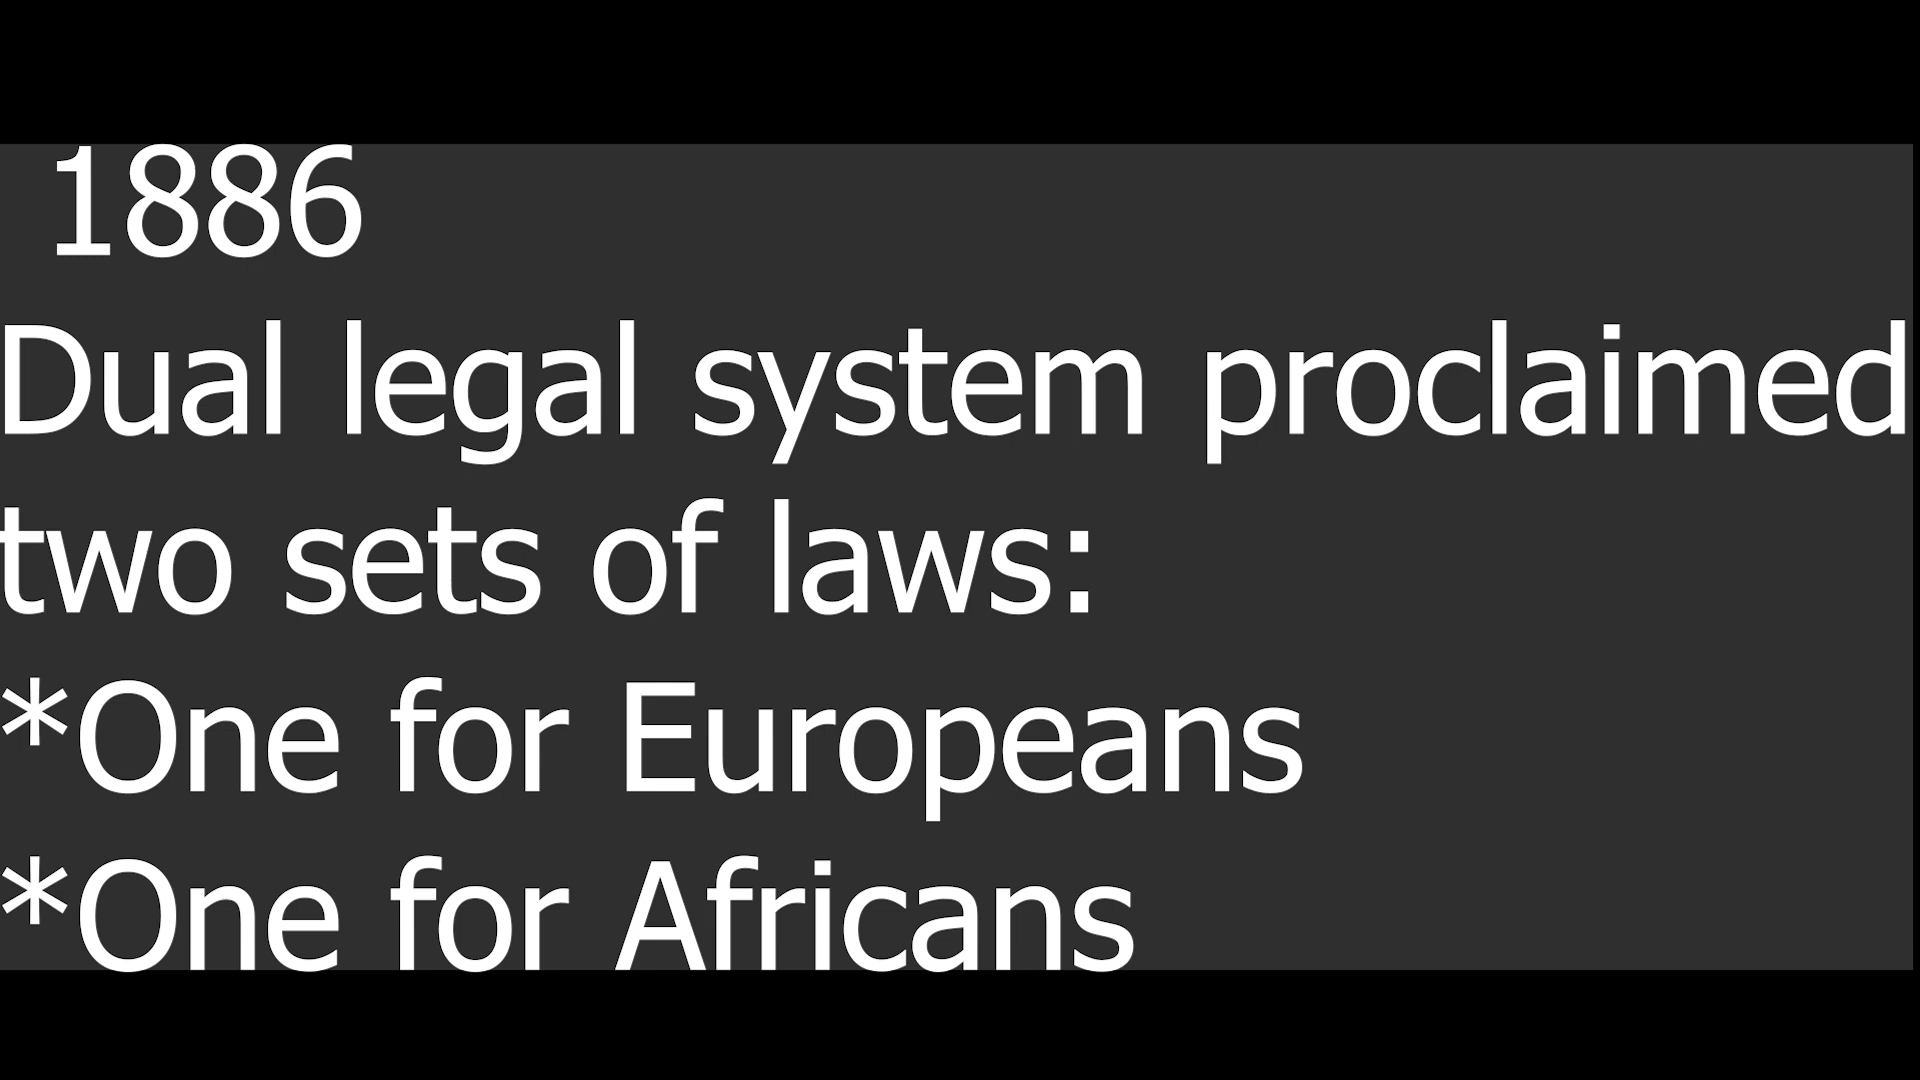 1886
Dual legal system proclaimed
two sets of laws:
*One for Europeans
*One for Africans